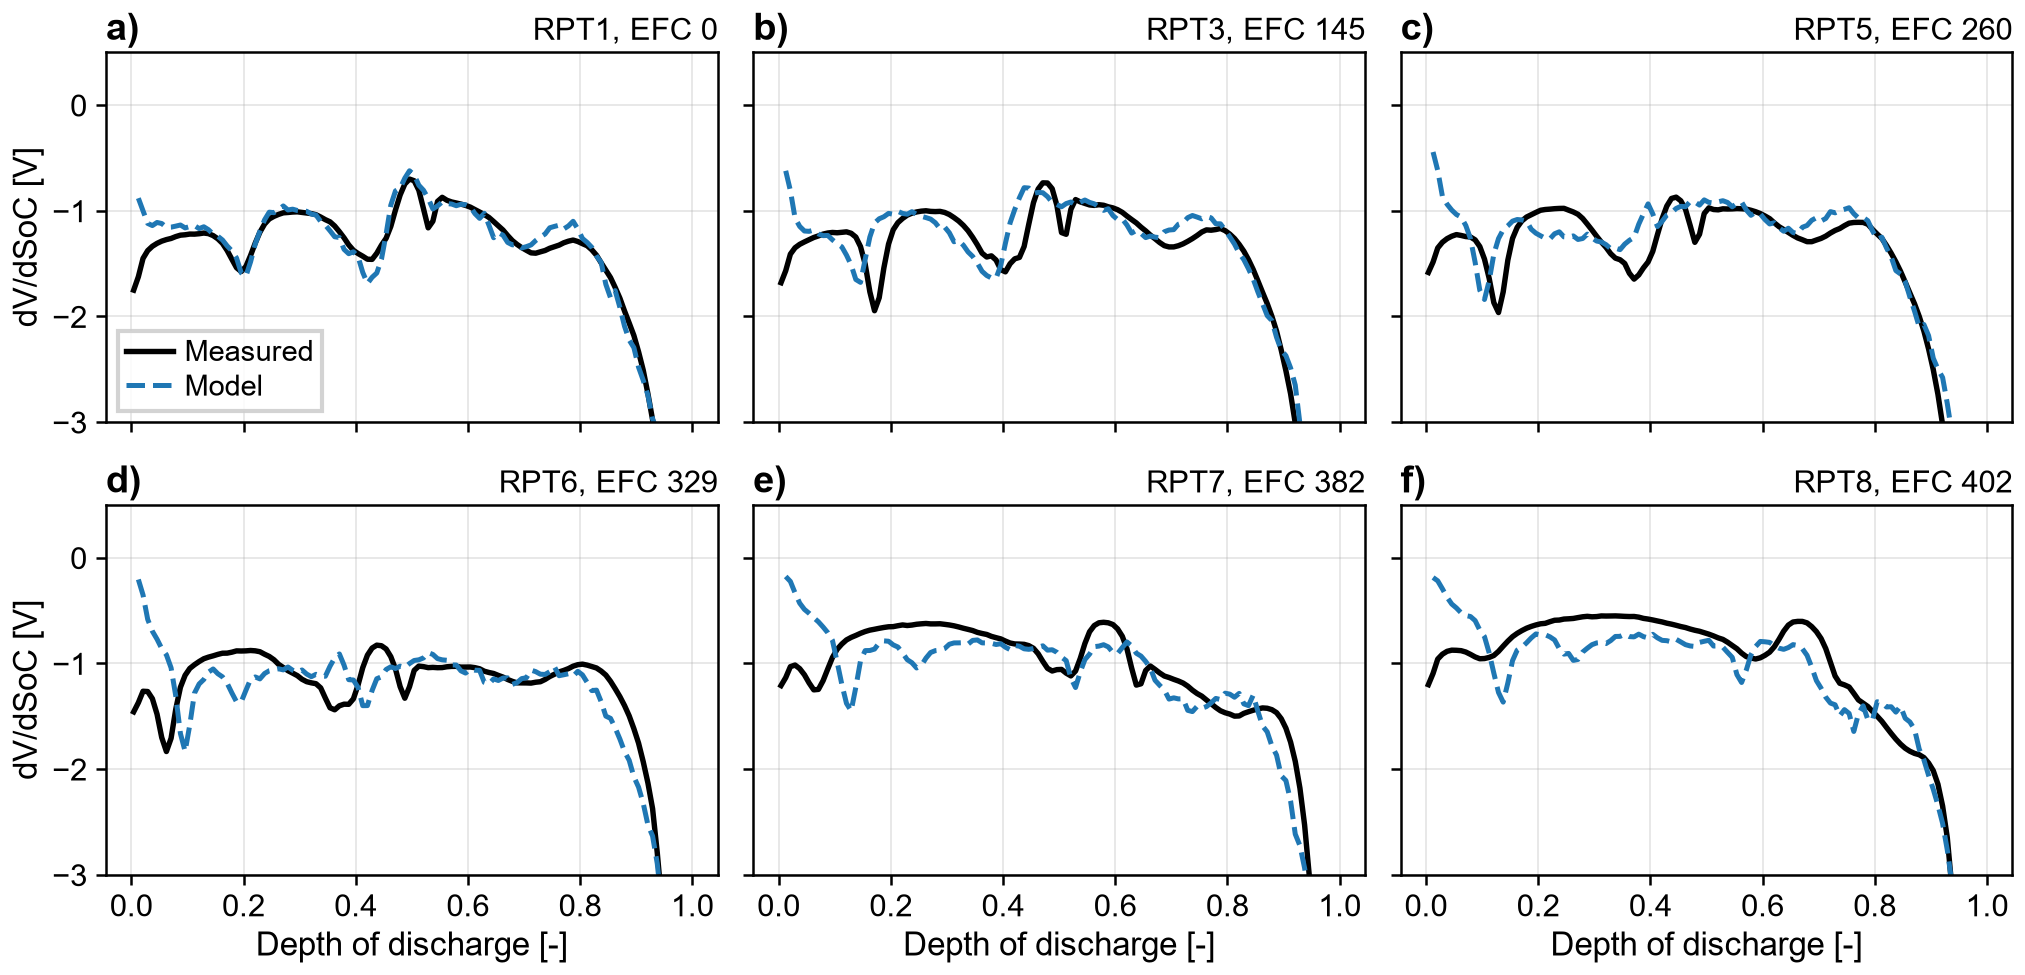 a) RPT1, EFC 0
b) RPT3, EFC 145
c) RPT5, EFC 260
dV/dSoC [V]
0
−1
−2
−3
Measured
Model
d) RPT6, EFC 329
e) RPT7, EFC 382
f) RPT8, EFC 402
dV/dSoC [V]
0
−1
−2
−3
0.0 0.2 0.4 0.6 0.8 1.0
0.0 0.2 0.4 0.6 0.8 1.0
0.0 0.2 0.4 0.6 0.8 1.0
Depth of discharge [-]
Depth of discharge [-]
Depth of discharge [-]